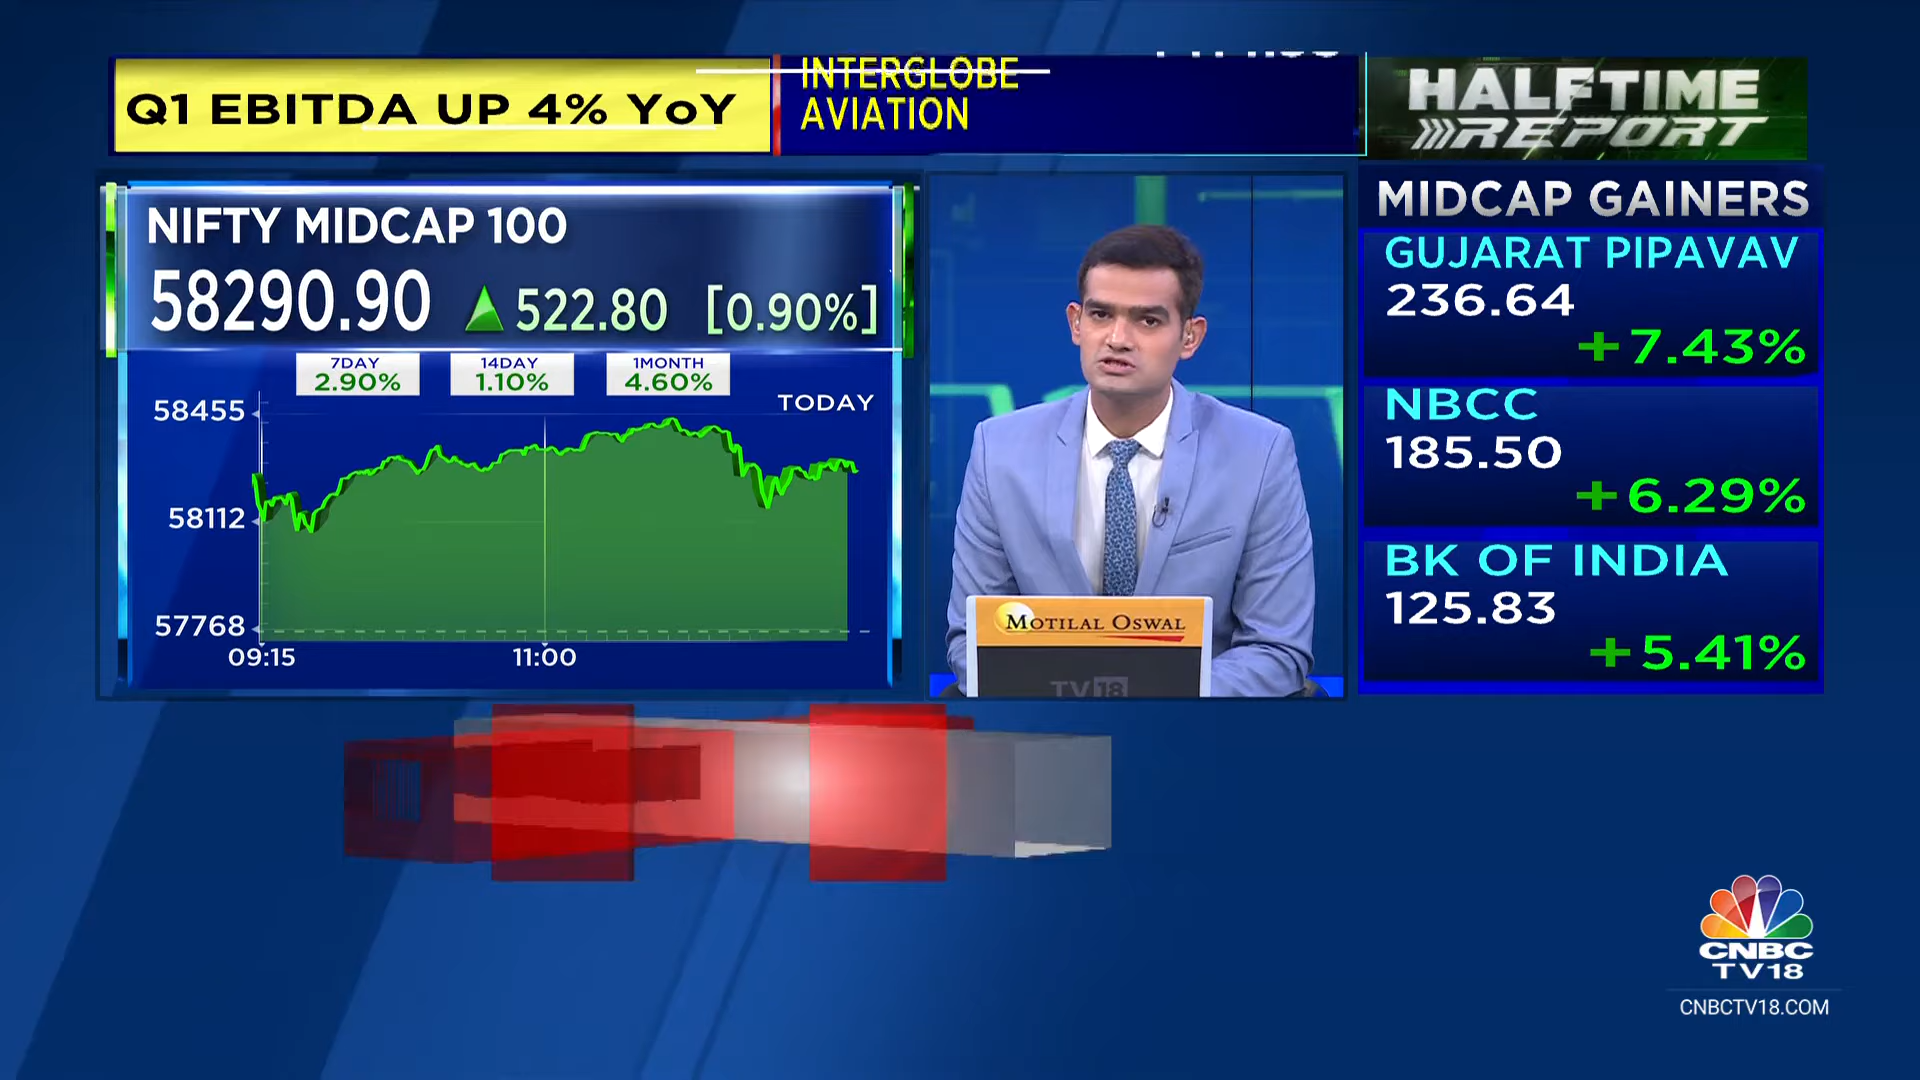 Q1 EBITDA UP 4% YoY
INTERGLOBE
AVIATION
HALFTIME
REPORT
NIFTY MIDCAP 100
58290.90 ▲ 522.80 [0.90%]
7DAY
2.90%
14DAY
1.10%
1MONTH
4.60%
TODAY
58455
58112
57768
09:15
11:00
MOTILAL OSWAL
TV18
MIDCAP GAINERS
GUJARAT PIPAVAV
236.64
+7.43%
NBCC
185.50
+6.29%
BK OF INDIA
125.83
+5.41%
CNBC
TV18
CNBCTV18.COM